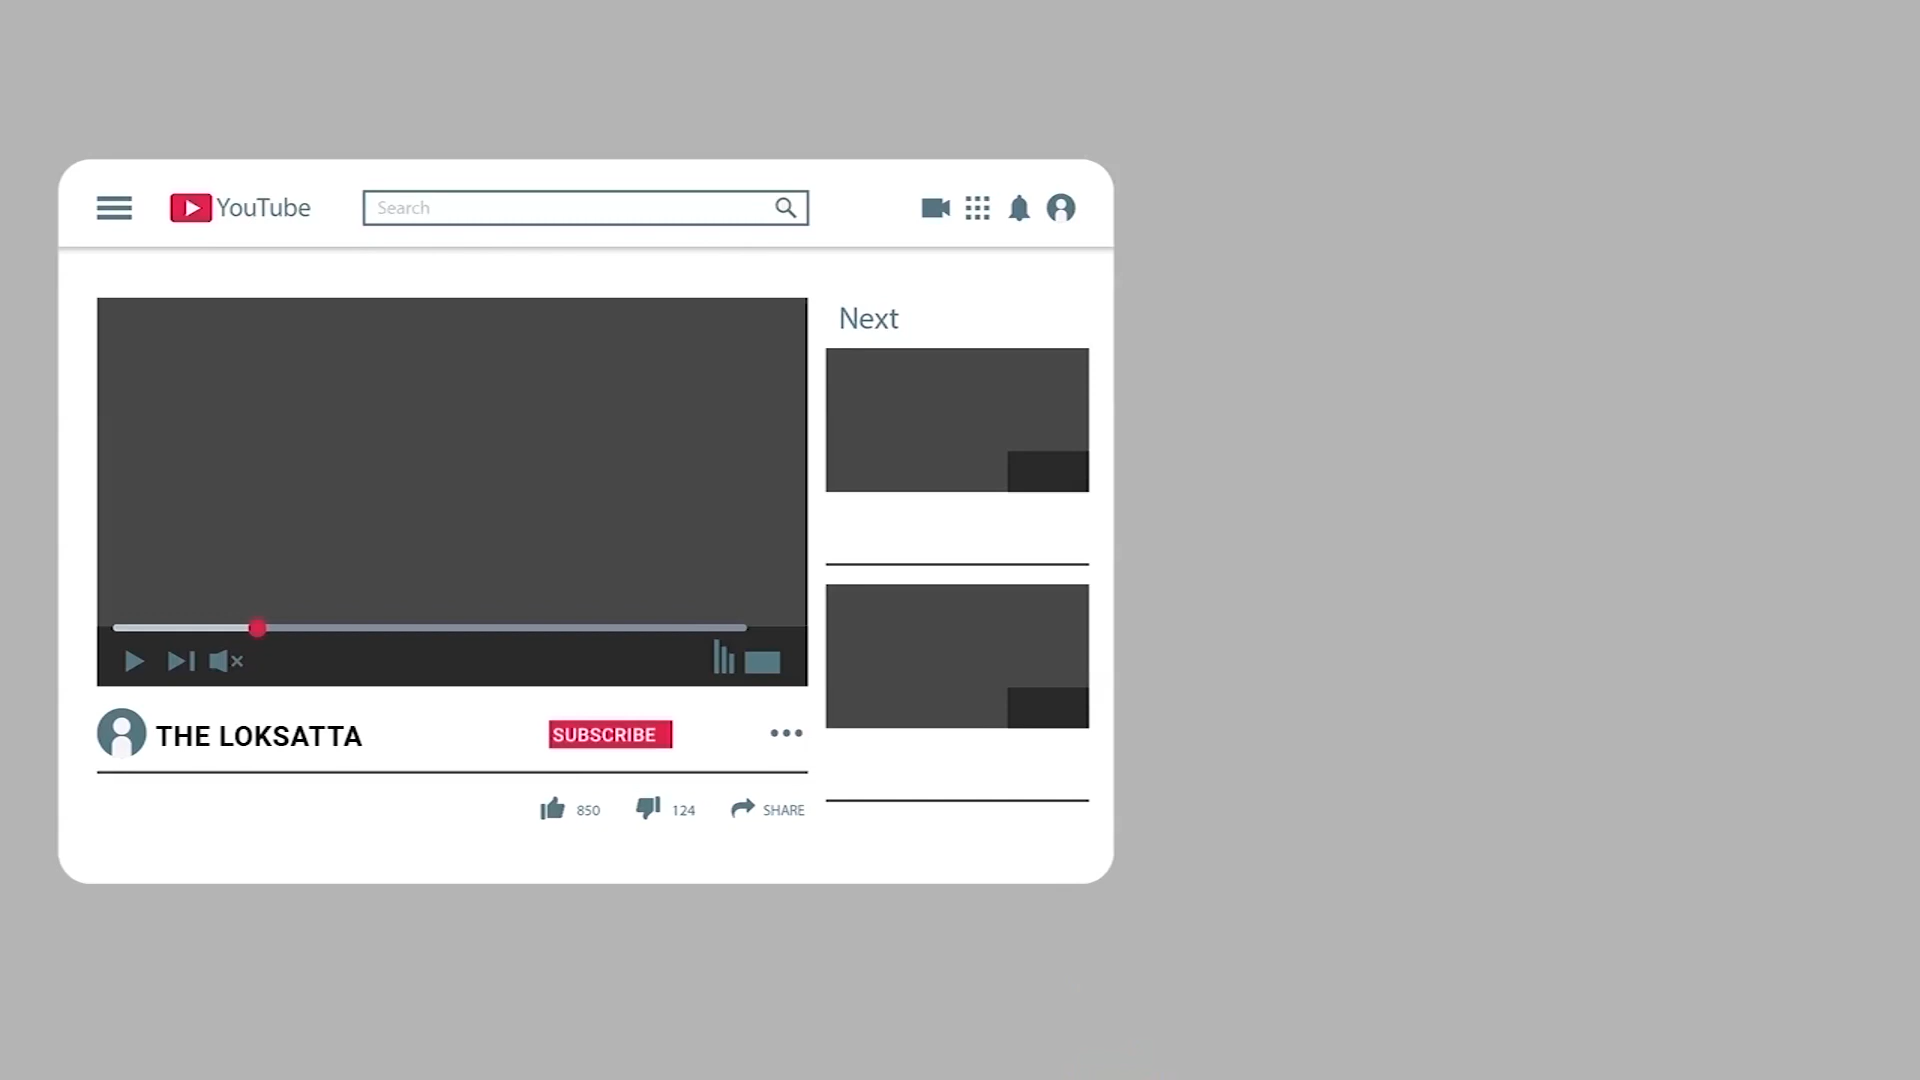 YouTube
Search
Next
THE LOKSATTA
SUBSCRIBE
850
124
SHARE